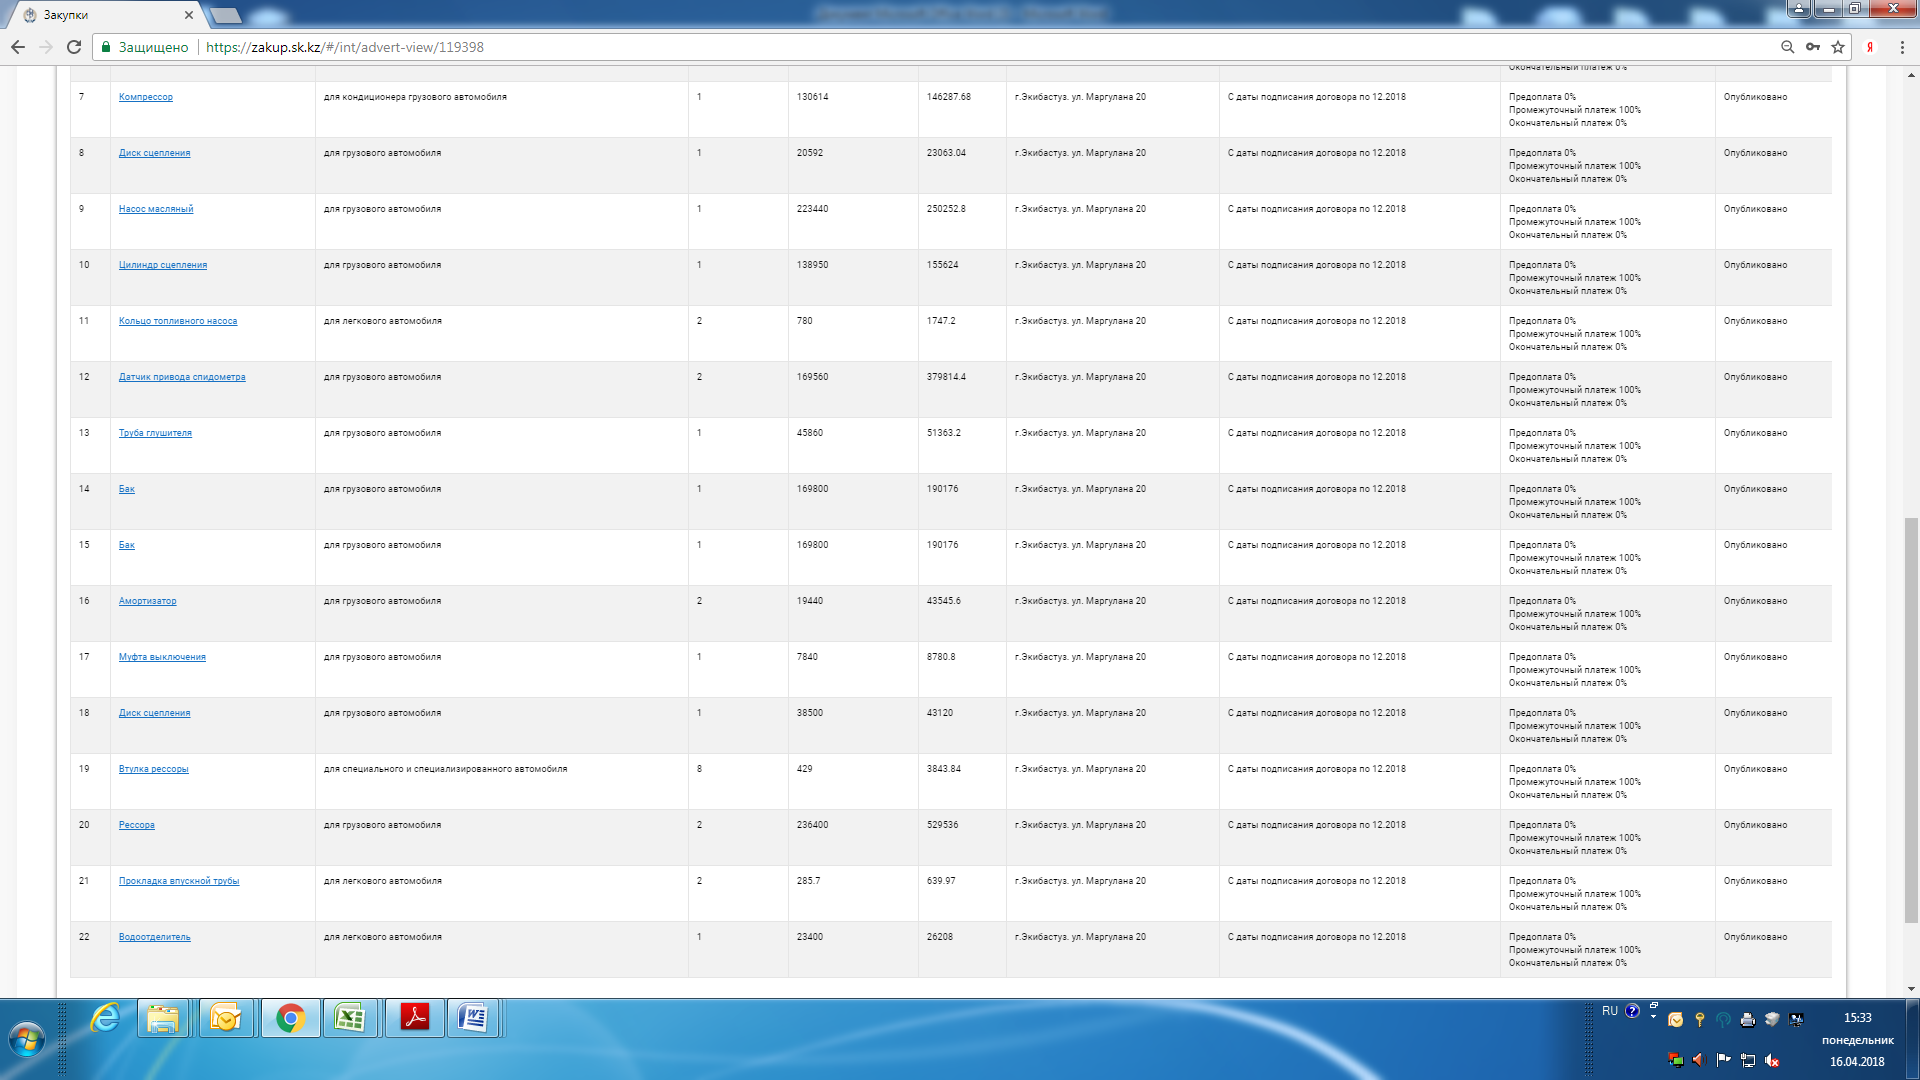 Закупки
Защищено https://zakup.sk.kz/#/int/advert-view/119398
Окончательный платеж 0%
7 Компрессор для кондиционера грузового автомобиля 1 130614 146287.68 г.Экибастуз. ул. Маргулана 20 С даты подписания договора по 12.2018 Предоплата 0% Опубликовано
Промежуточный платеж 100%
Окончательный платеж 0%
8 Диск сцепления для грузового автомобиля 1 20592 23063.04 г.Экибастуз. ул. Маргулана 20 С даты подписания договора по 12.2018 Предоплата 0% Опубликовано
Промежуточный платеж 100%
Окончательный платеж 0%
9 Насос масляный для грузового автомобиля 1 223440 250252.8 г.Экибастуз. ул. Маргулана 20 С даты подписания договора по 12.2018 Предоплата 0% Опубликовано
Промежуточный платеж 100%
Окончательный платеж 0%
10 Цилиндр сцепления для грузового автомобиля 1 138950 155624 г.Экибастуз. ул. Маргулана 20 С даты подписания договора по 12.2018 Предоплата 0% Опубликовано
Промежуточный платеж 100%
Окончательный платеж 0%
11 Кольцо топливного насоса для легкового автомобиля 2 780 1747.2 г.Экибастуз. ул. Маргулана 20 С даты подписания договора по 12.2018 Предоплата 0% Опубликовано
Промежуточный платеж 100%
Окончательный платеж 0%
12 Датчик привода спидометра для грузового автомобиля 2 169560 379814.4 г.Экибастуз. ул. Маргулана 20 С даты подписания договора по 12.2018 Предоплата 0% Опубликовано
Промежуточный платеж 100%
Окончательный платеж 0%
13 Труба глушителя для грузового автомобиля 1 45860 51363.2 г.Экибастуз. ул. Маргулана 20 С даты подписания договора по 12.2018 Предоплата 0% Опубликовано
Промежуточный платеж 100%
Окончательный платеж 0%
14 Бак для грузового автомобиля 1 169800 190176 г.Экибастуз. ул. Маргулана 20 С даты подписания договора по 12.2018 Предоплата 0% Опубликовано
Промежуточный платеж 100%
Окончательный платеж 0%
15 Бак для грузового автомобиля 1 169800 190176 г.Экибастуз. ул. Маргулана 20 С даты подписания договора по 12.2018 Предоплата 0% Опубликовано
Промежуточный платеж 100%
Окончательный платеж 0%
16 Амортизатор для грузового автомобиля 2 19440 43545.6 г.Экибастуз. ул. Маргулана 20 С даты подписания договора по 12.2018 Предоплата 0% Опубликовано
Промежуточный платеж 100%
Окончательный платеж 0%
17 Муфта выключения для грузового автомобиля 1 7840 8780.8 г.Экибастуз. ул. Маргулана 20 С даты подписания договора по 12.2018 Предоплата 0% Опубликовано
Промежуточный платеж 100%
Окончательный платеж 0%
18 Диск сцепления для грузового автомобиля 1 38500 43120 г.Экибастуз. ул. Маргулана 20 С даты подписания договора по 12.2018 Предоплата 0% Опубликовано
Промежуточный платеж 100%
Окончательный платеж 0%
19 Втулка рессоры для специального и специализированного автомобиля 8 429 3843.84 г.Экибастуз. ул. Маргулана 20 С даты подписания договора по 12.2018 Предоплата 0% Опубликовано
Промежуточный платеж 100%
Окончательный платеж 0%
20 Рессора для грузового автомобиля 2 236400 529536 г.Экибастуз. ул. Маргулана 20 С даты подписания договора по 12.2018 Предоплата 0% Опубликовано
Промежуточный платеж 100%
Окончательный платеж 0%
21 Прокладка впускной трубы для легкового автомобиля 2 285.7 639.97 г.Экибастуз. ул. Маргулана 20 С даты подписания договора по 12.2018 Предоплата 0% Опубликовано
Промежуточный платеж 100%
Окончательный платеж 0%
22 Водоотделитель для легкового автомобиля 1 23400 26208 г.Экибастуз. ул. Маргулана 20 С даты подписания договора по 12.2018 Предоплата 0% Опубликовано
Промежуточный платеж 100%
Окончательный платеж 0%
RU
15:33
понедельник
16.04.2018